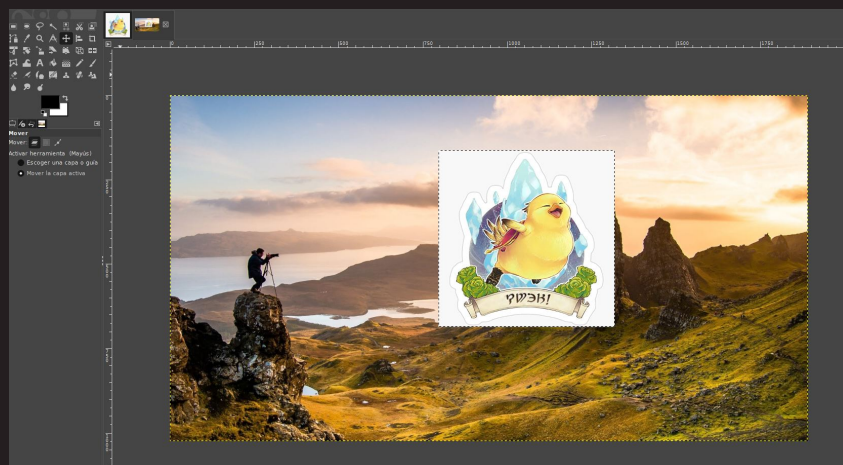 0
250
500
750
1000
1250
1500
1750
Mover
Mover:
Activar herramienta (Mayús)
Escoger una capa o guía
Mover la capa activa